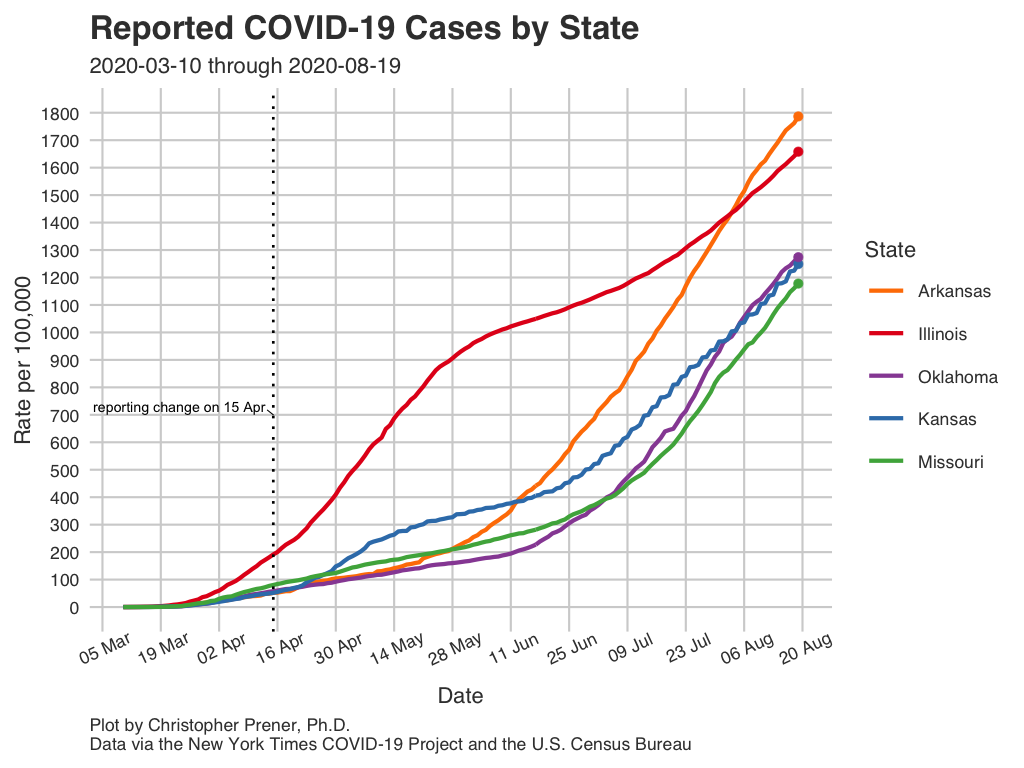 Reported COVID-19 Cases by State
2020-03-10 through 2020-08-19
Rate per 100,000
1800
1700
1600
1500
1400
1300
1200
1100
1000
900
800
700
600
500
400
300
200
100
0
reporting change on 15 Apr
05 Mar
19 Mar
02 Apr
16 Apr
30 Apr
14 May
28 May
11 Jun
25 Jun
09 Jul
23 Jul
06 Aug
20 Aug
Date
State
Arkansas
Illinois
Oklahoma
Kansas
Missouri
Plot by Christopher Prener, Ph.D.
Data via the New York Times COVID-19 Project and the U.S. Census Bureau